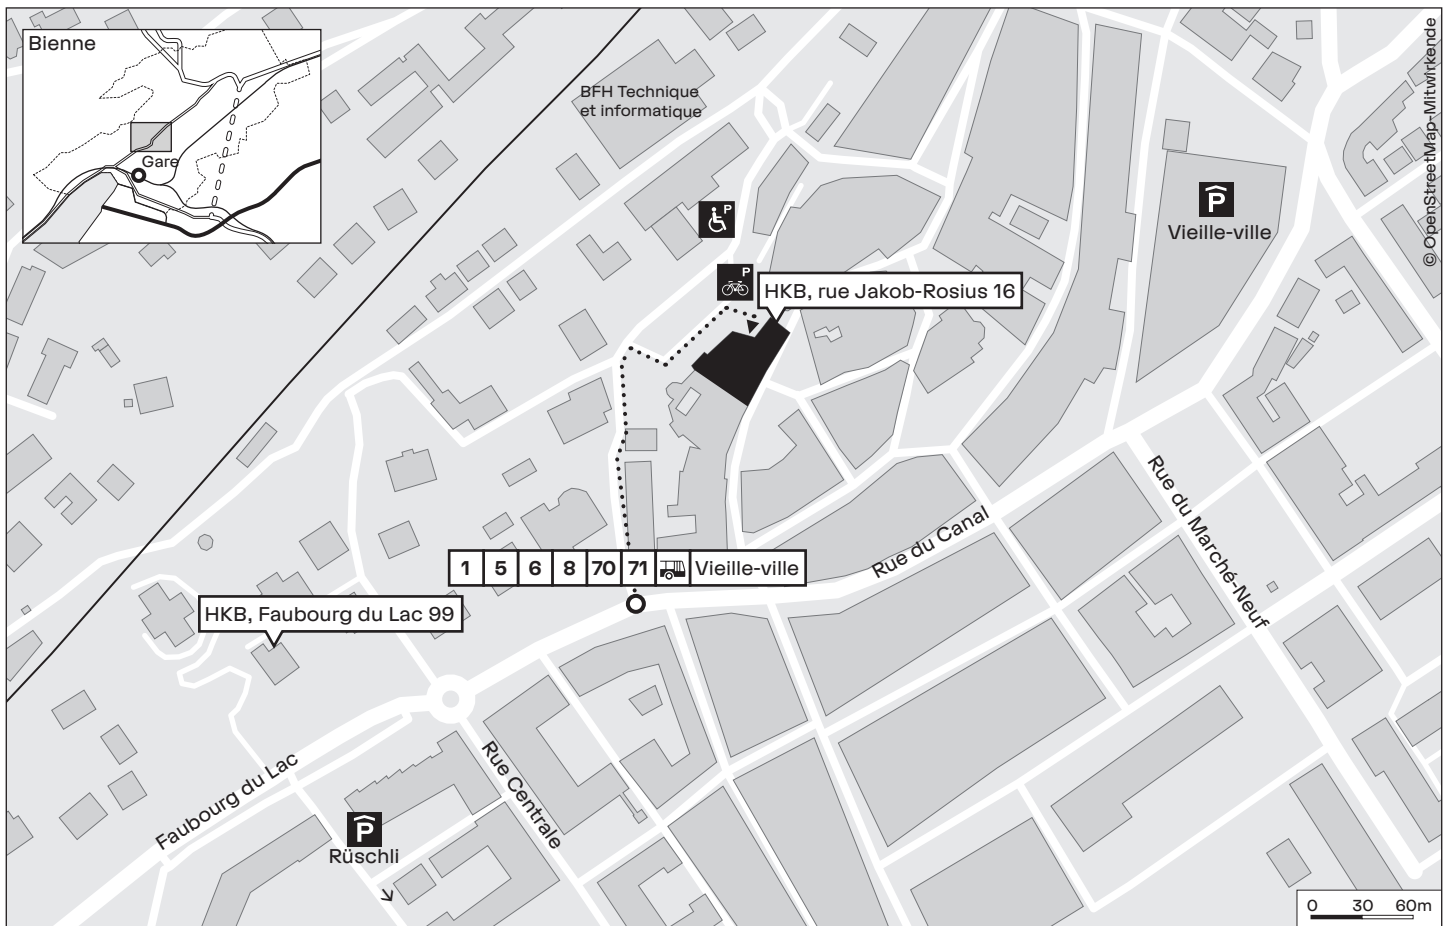 Bienne
Gare
BFH Technique
et informatique
© OpenStreetMap-Mitwirkende
P
P
Vieille-ville
P
HKB, rue Jakob-Rosius 16
Rue du Marché-Neuf
Rue du Canal
1 5 6 8 70 71 Vieille-ville
HKB, Faubourg du Lac 99
Faubourg du Lac
Rue Centrale
P
Rüschli
0 30 60m